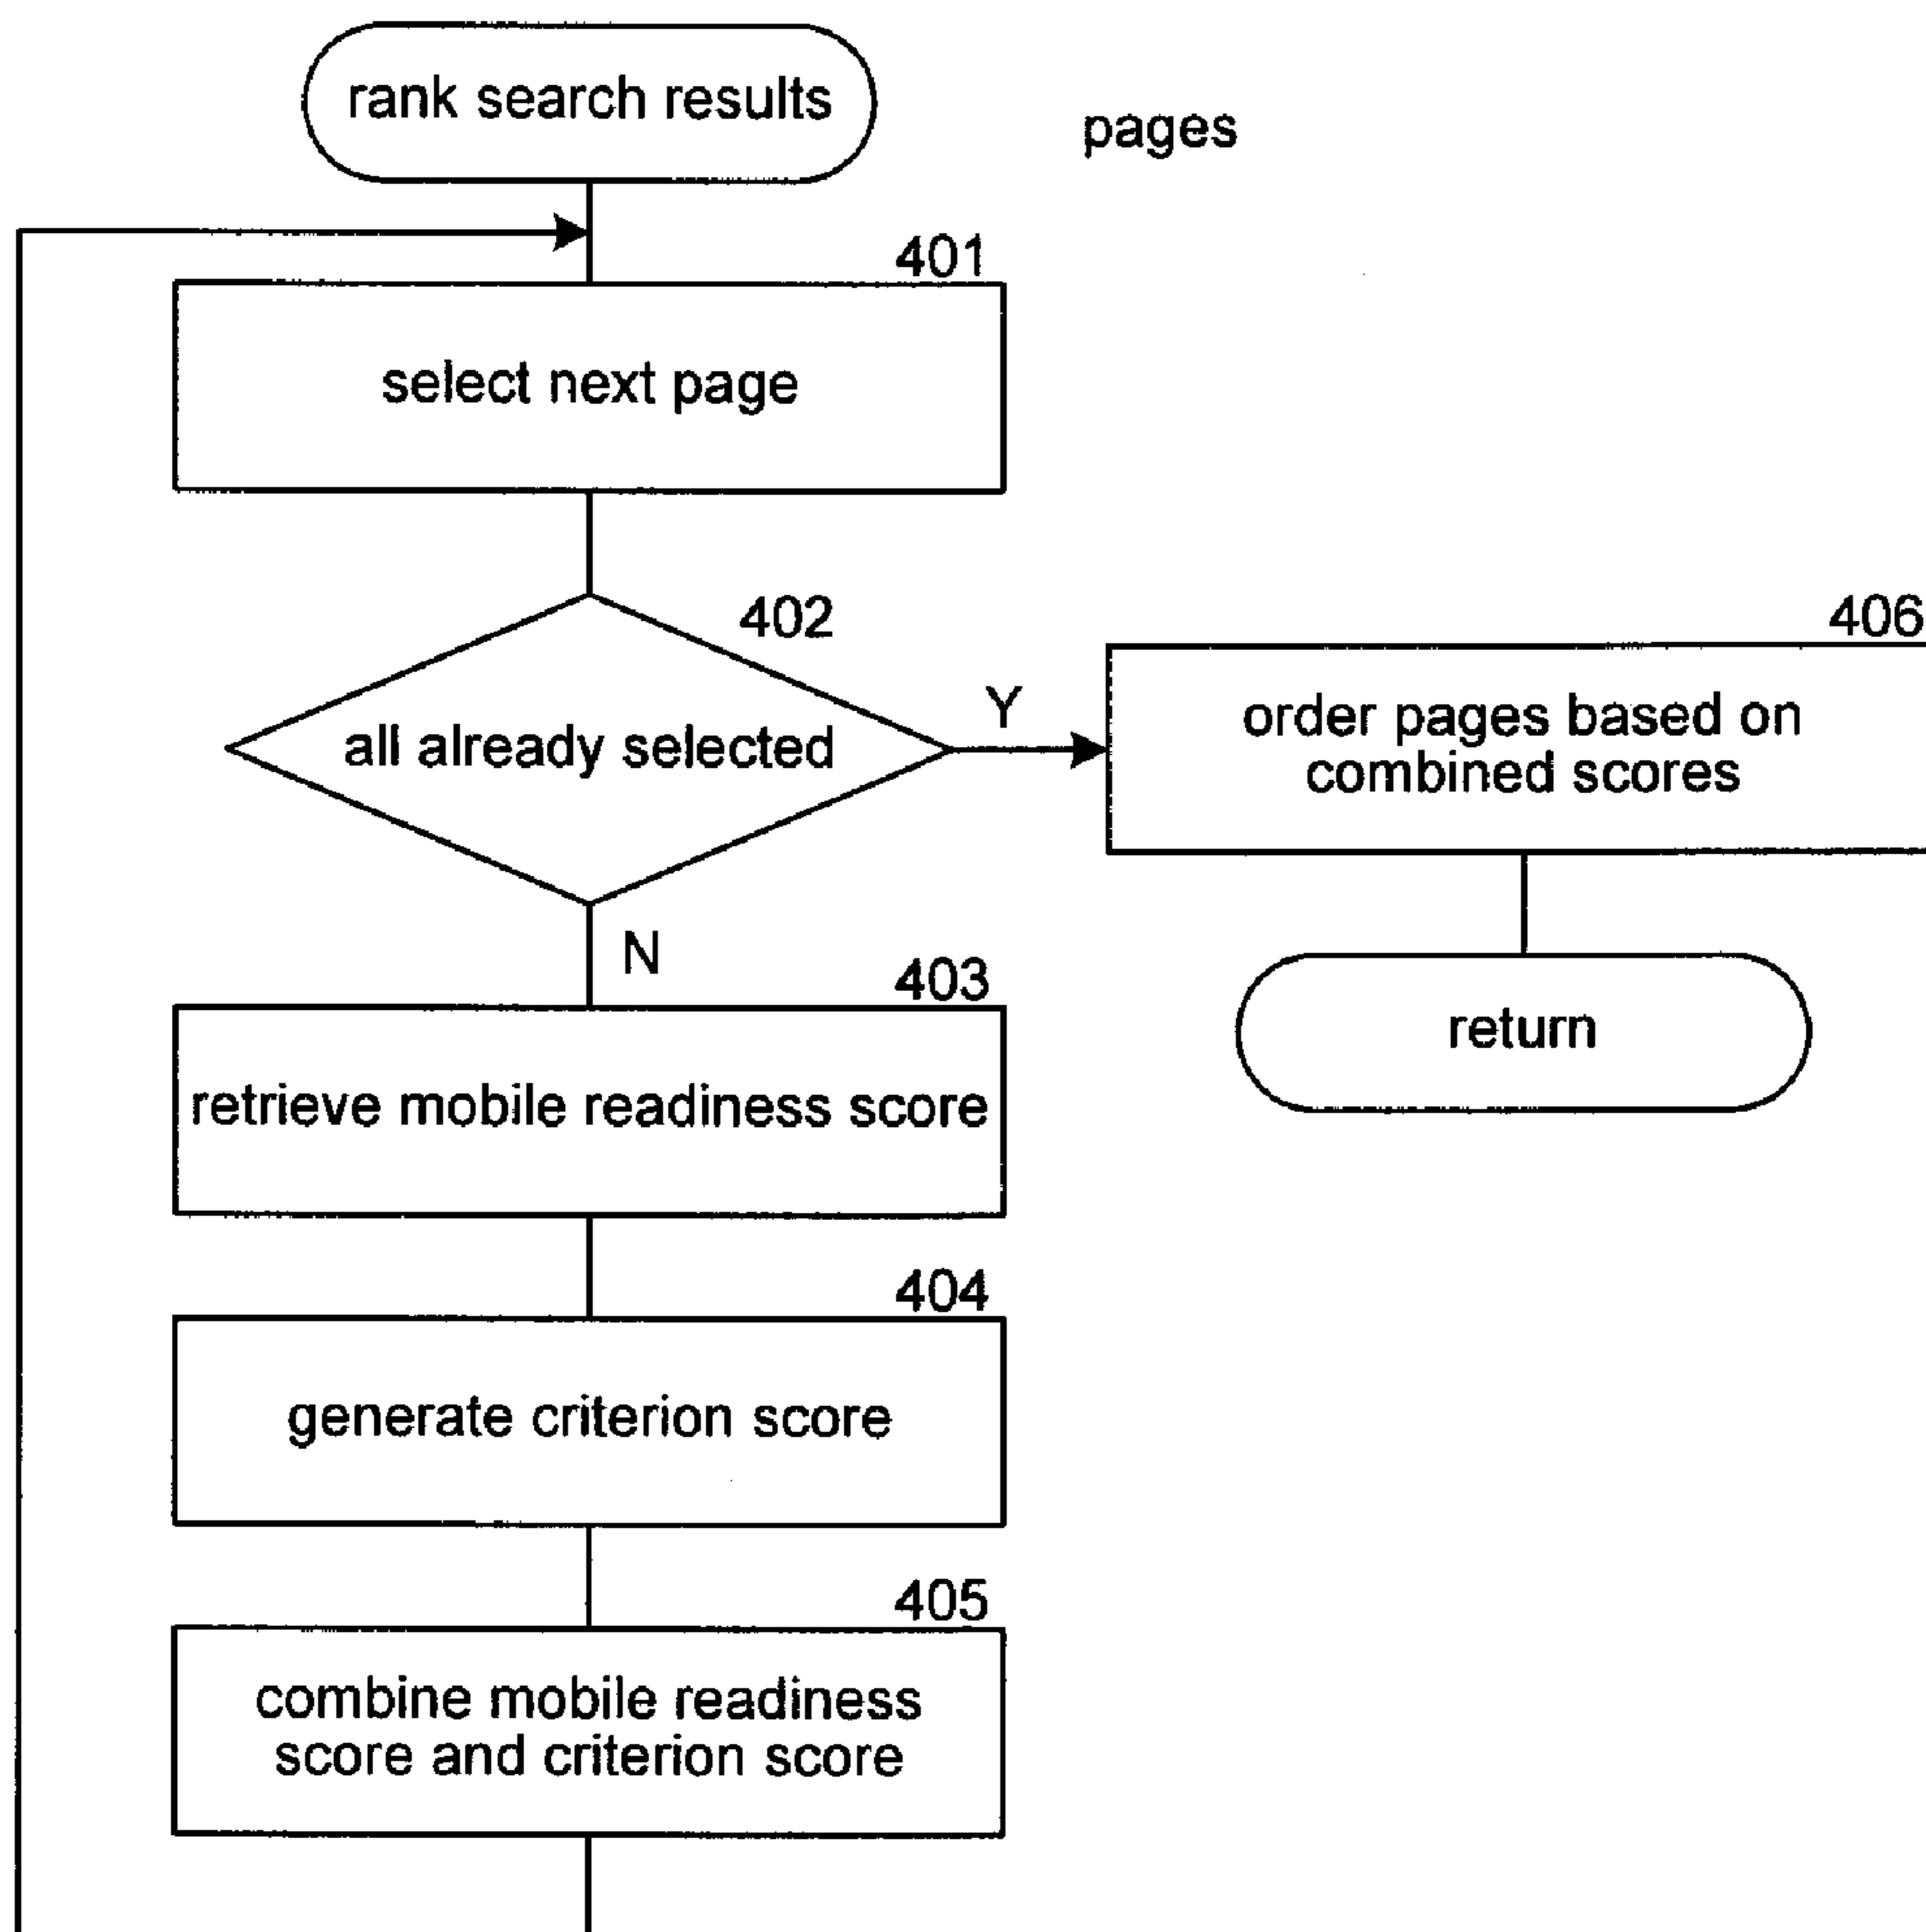 rank search results
pages
401
select next page
402
all already selected
Y
406
order pages based on
combined scores
N
return
403
retrieve mobile readiness score
404
generate criterion score
405
combine mobile readiness
score and criterion score